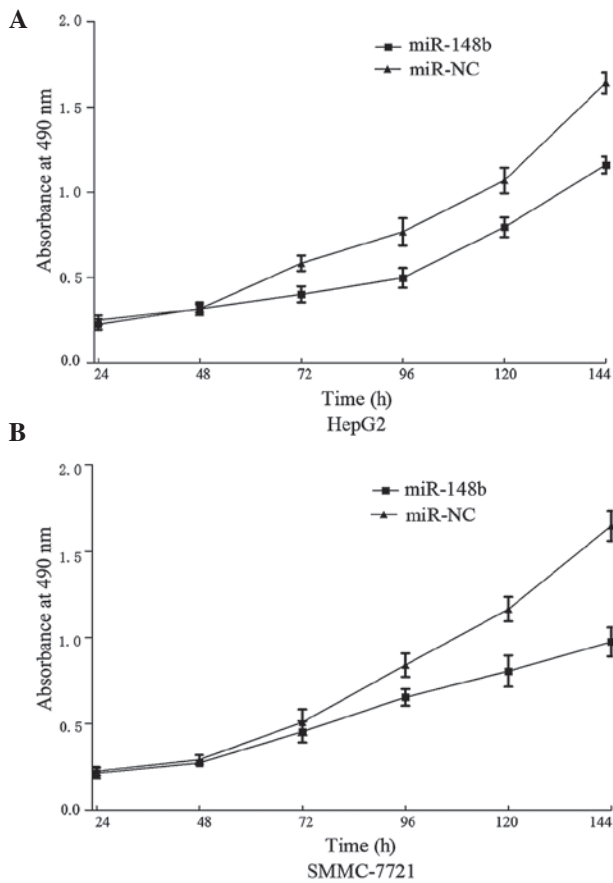 A
2.0
1.5
1.0
0.5
0.0
Absorbance at 490 nm
miR-148b
miR-NC
24 48 72 96 120 144
Time (h)
HepG2
B
2.0
1.5
1.0
0.5
0.0
Absorbance at 490 nm
miR-148b
miR-NC
24 48 72 96 120 144
Time (h)
SMMC-7721